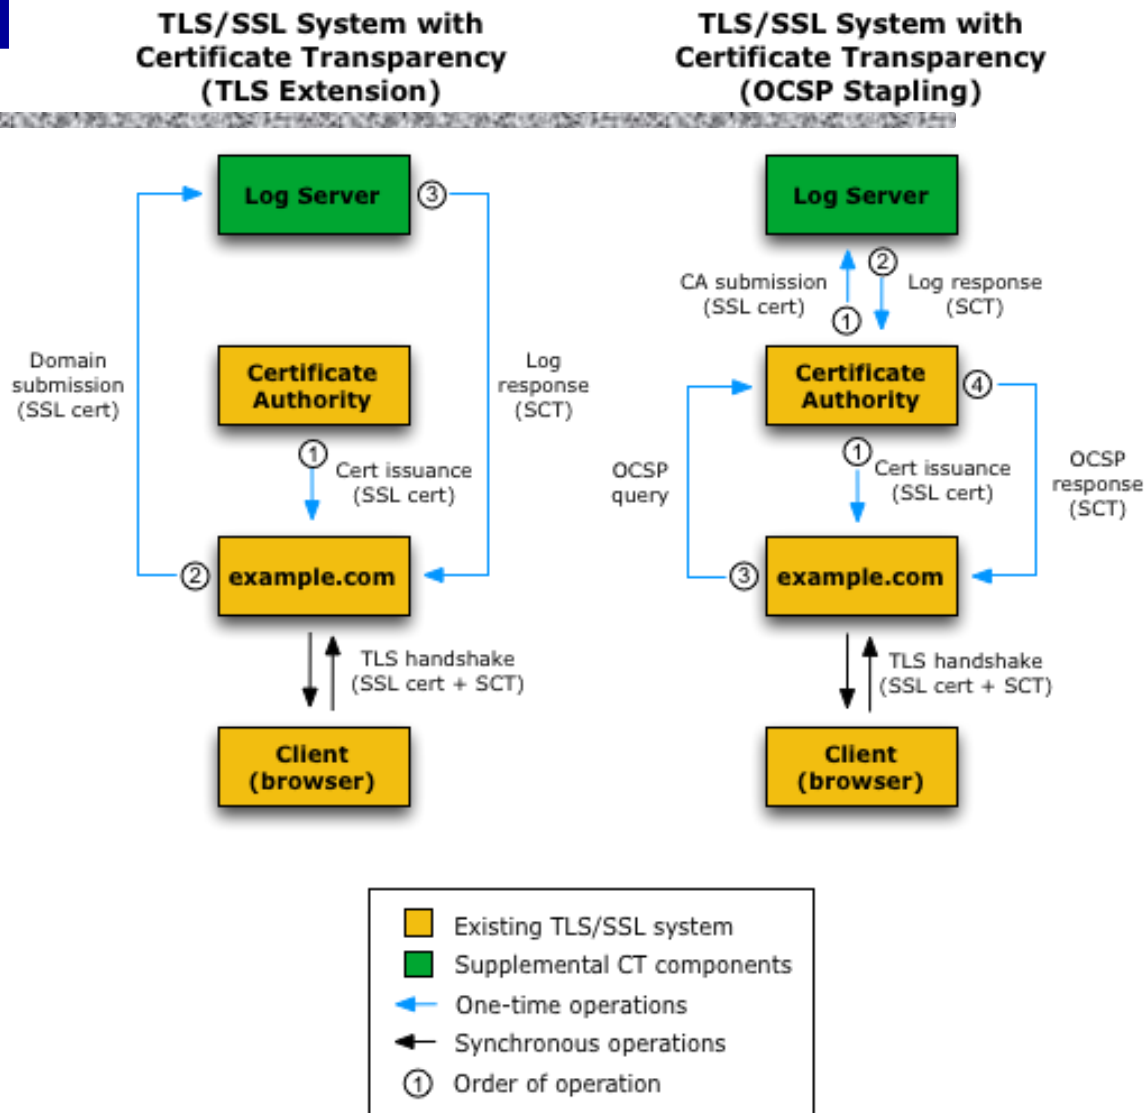 TLS/SSL System with
Certificate Transparency
(TLS Extension)
Log Server
3
Domain
submission
(SSL cert)
Log
response
(SCT)
Certificate
Authority
1
Cert issuance
(SSL cert)
2
example.com
TLS handshake
(SSL cert + SCT)
Client
(browser)
TLS/SSL System with
Certificate Transparency
(OCSP Stapling)
Log Server
CA submission
(SSL cert)
1
2
Log response
(SCT)
Certificate
Authority
4
OCSP
query
1
Cert issuance
(SSL cert)
OCSP
response
(SCT)
3
example.com
TLS handshake
(SSL cert + SCT)
Client
(browser)
Existing TLS/SSL system
Supplemental CT components
One-time operations
Synchronous operations
1 Order of operation